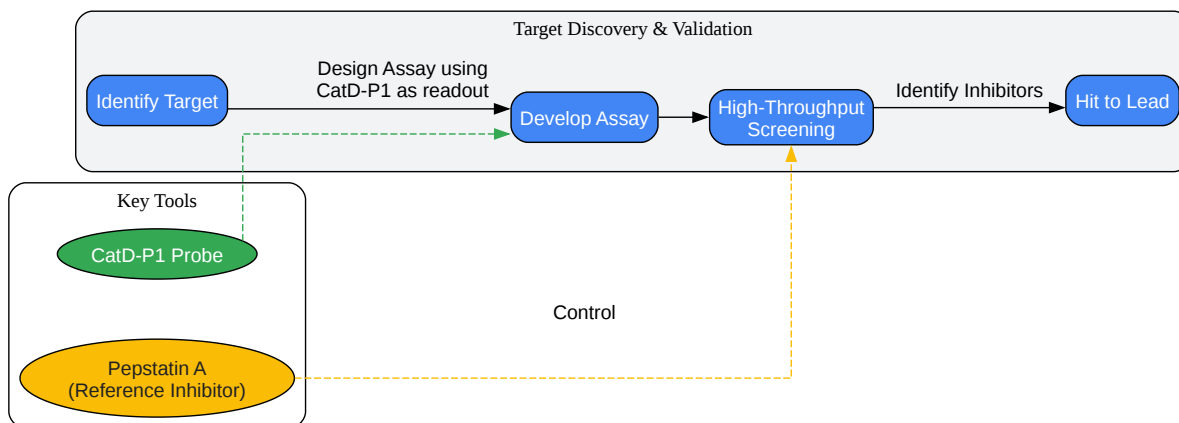 Target Discovery & Validation
Identify Target
Design Assay using
CatD-P1 as readout
Develop Assay
High-Throughput
Screening
Identify Inhibitors
Hit to Lead
Key Tools
CatD-P1 Probe
Control
Pepstatin A
(Reference Inhibitor)